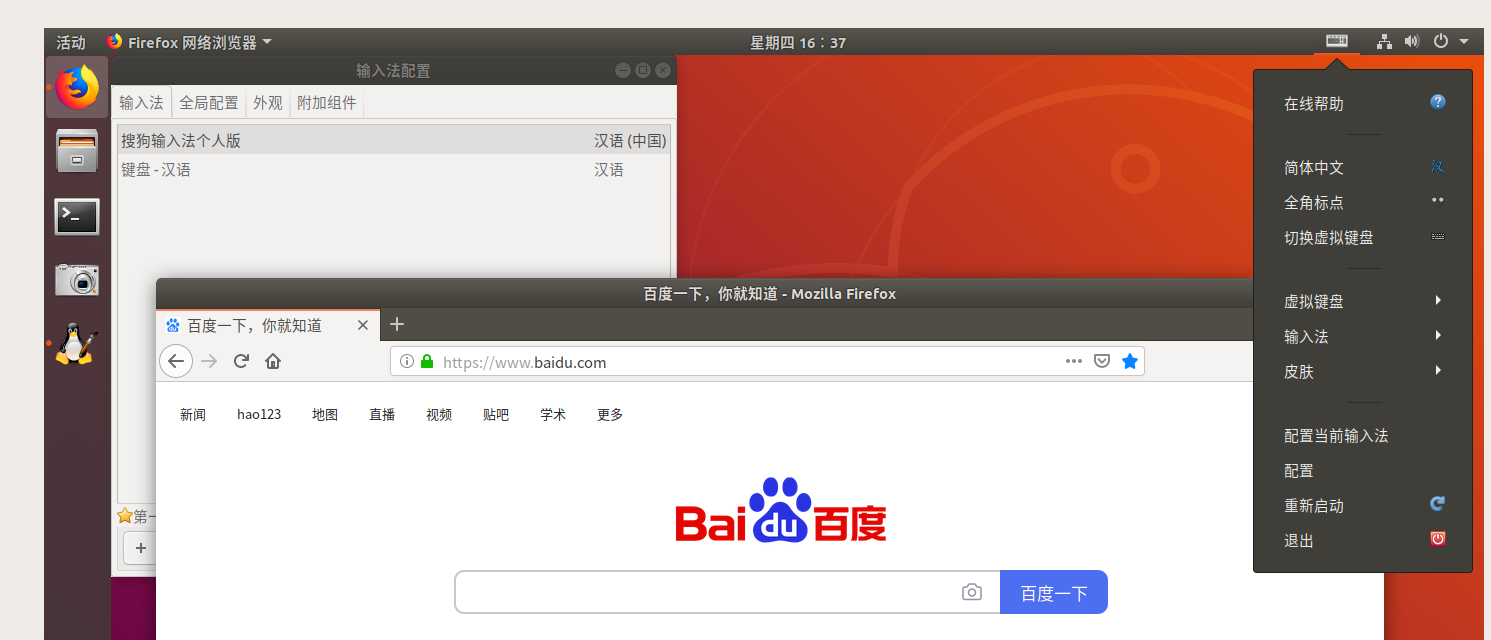 活动 Firefox 网络浏览器 星期四 16：37
输入法配置
输入法 全局配置 外观 附加组件
搜狗输入法个人版 汉语 (中国)
键盘 - 汉语 汉语
第一
+
百度一下，你就知道 - Mozilla Firefox
百度一下，你就知道
https://www.baidu.com
新闻 hao123 地图 直播 视频 贴吧 学术 更多
Bai du 百度
百度一下
在线帮助
简体中文 汉
全角标点
切换虚拟键盘
虚拟键盘
输入法
皮肤
配置当前输入法
配置
重新启动
退出